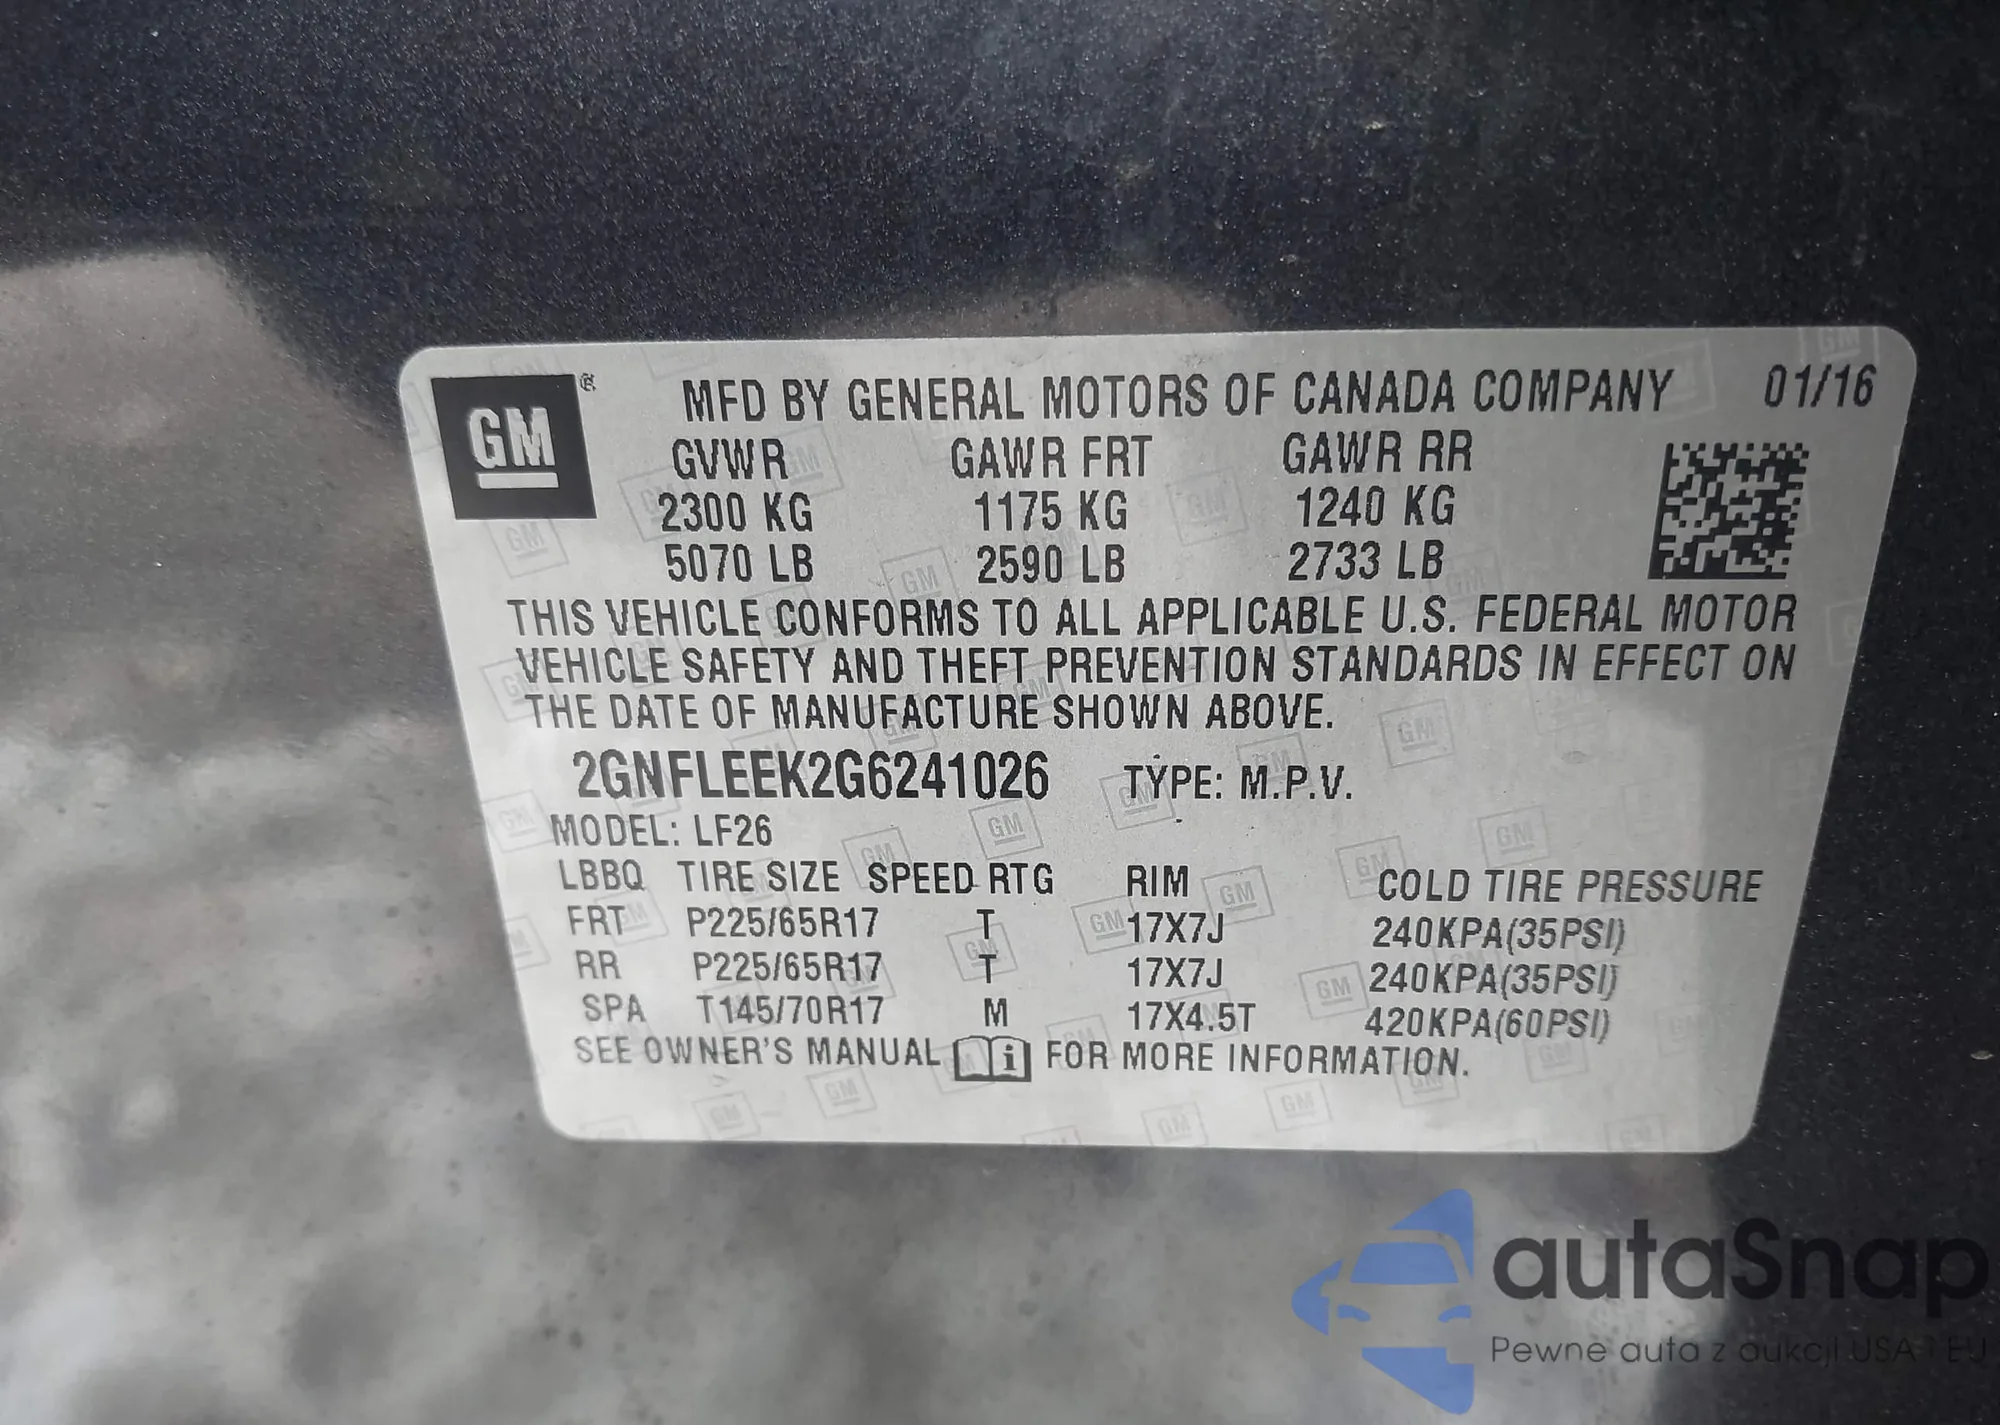 GM® MFD BY GENERAL MOTORS OF CANADA COMPANY 01/16
GVWR GAWR FRT GAWR RR
2300 KG 1175 KG 1240 KG
5070 LB 2590 LB 2733 LB
THIS VEHICLE CONFORMS TO ALL APPLICABLE U.S. FEDERAL MOTOR
VEHICLE SAFETY AND THEFT PREVENTION STANDARDS IN EFFECT ON
THE DATE OF MANUFACTURE SHOWN ABOVE.
2GNFLEEK2G6241026 TYPE: M.P.V.
MODEL: LF26
LBBQ TIRE SIZE SPEED RTG RIM COLD TIRE PRESSURE
FRT P225/65R17 T 17X7J 240KPA(35PSI)
RR P225/65R17 T 17X7J 240KPA(35PSI)
SPA T145/70R17 M 17X4.5T 420KPA(60PSI)
SEE OWNER'S MANUAL i FOR MORE INFORMATION.
autaSnap
Pewne auta z aukcji USA i EU